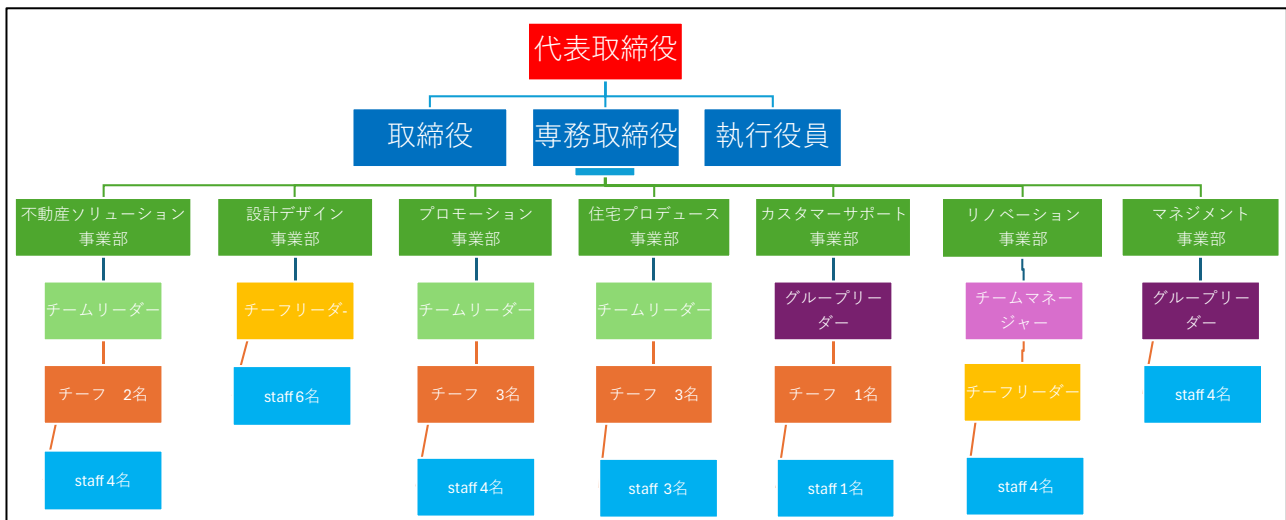 代表取締役
取締役
専務取締役
執行役員
不動産ソリューション
事業部
設計デザイン
事業部
プロモーション
事業部
住宅プロデュース
事業部
カスタマーサポート
事業部
リノベーション
事業部
マネジメント
事業部
チームリーダー
チーフリーダ-
チームリーダー
チームリーダー
グループリー
ダー
チームマネー
ジャー
グループリー
ダー
チーフ　2名
staff 6名
チーフ　3名
チーフ　3名
チーフ　1名
チーフリーダー
staff 4名
staff 4名
staff 4名
staff 3名
staff 1名
staff 4名